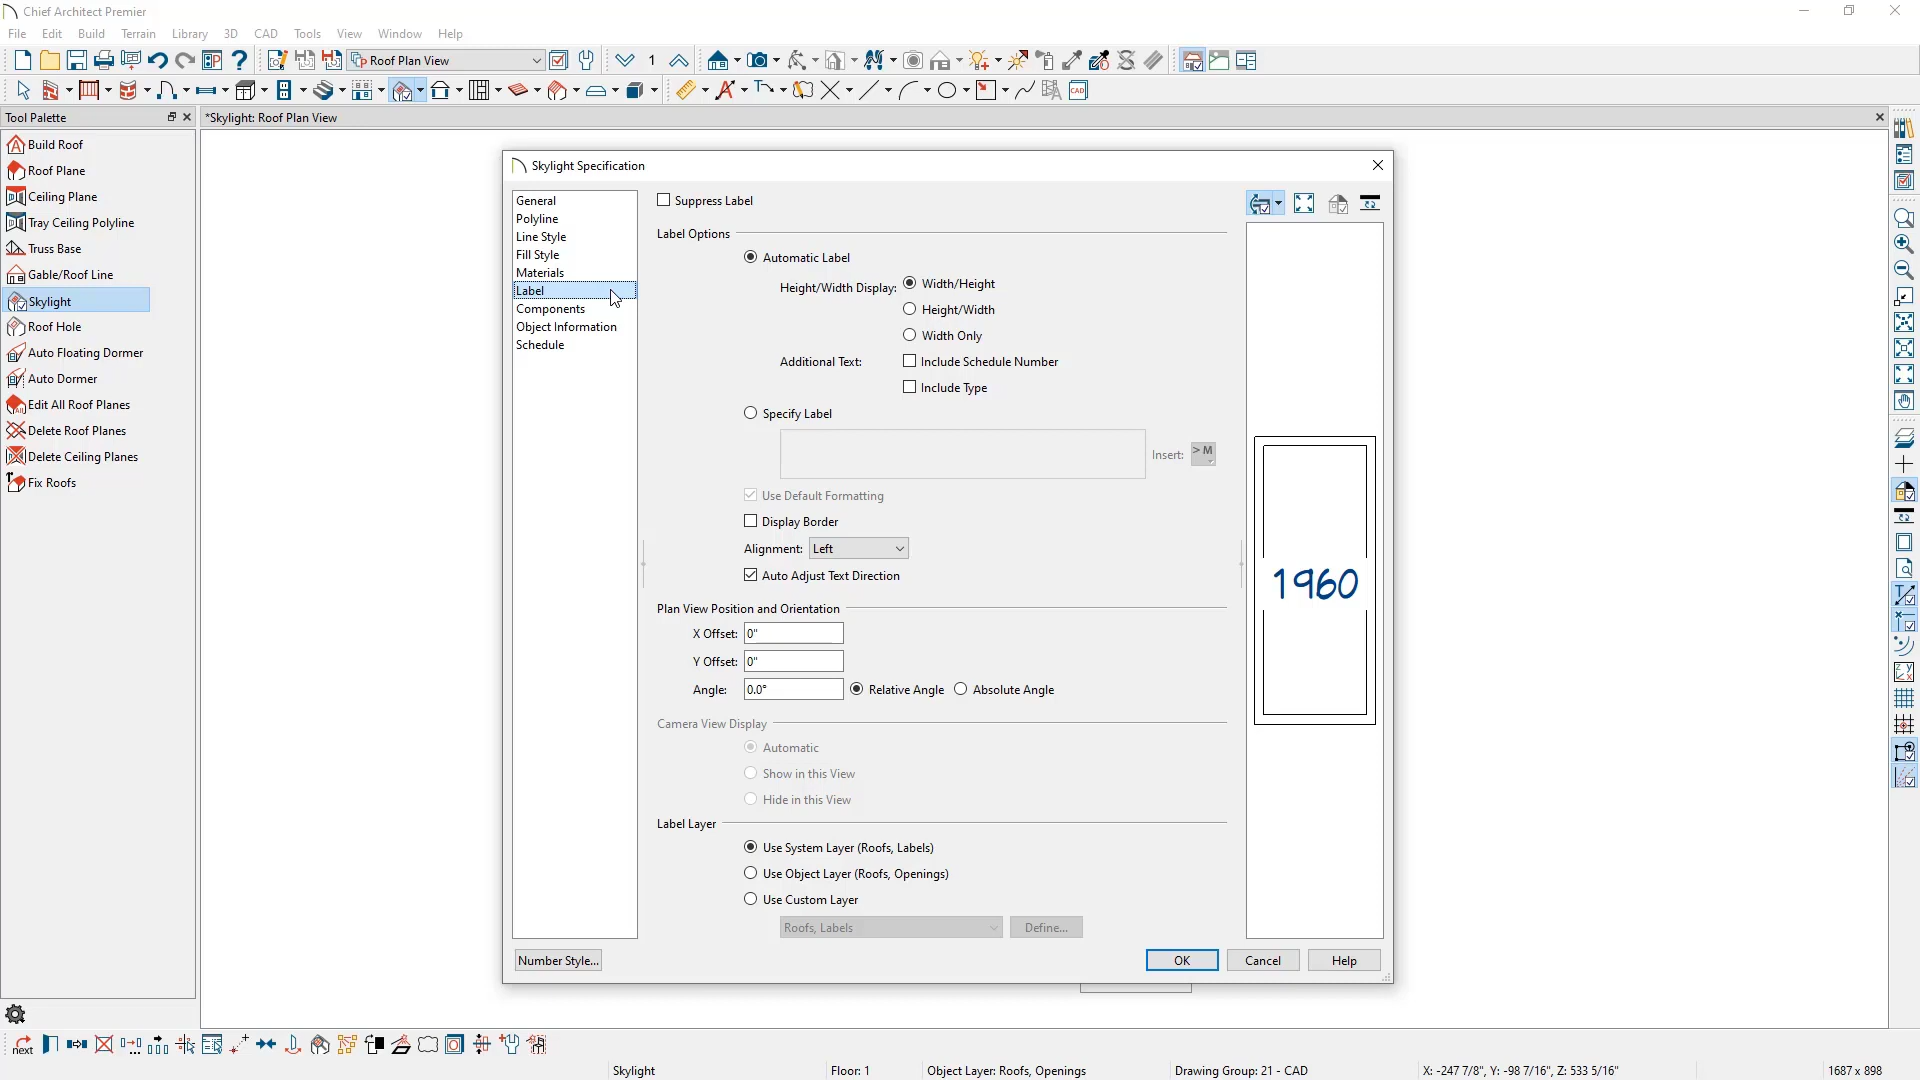 Chief Architect Premier
File Edit Build Terrain Library 3D CAD Tools View Window Help
Roof Plan View 1
CAD
Tool Palette
*Skylight: Roof Plan View
Build Roof
Roof Plane
Ceiling Plane
Tray Ceiling Polyline
Truss Base
Gable/Roof Line
Skylight
Roof Hole
Auto Floating Dormer
Auto Dormer
Edit All Roof Planes
Delete Roof Planes
Delete Ceiling Planes
Fix Roofs
Skylight Specification
General
Polyline
Line Style
Fill Style
Materials
Label
Components
Object Information
Schedule
Suppress Label
Label Options
Automatic Label
Height/Width Display: Width/Height
Height/Width
Width Only
Additional Text: Include Schedule Number
Include Type
Specify Label
Insert: > M
Use Default Formatting
Display Border
Alignment: Left
Auto Adjust Text Direction
Plan View Position and Orientation
X Offset: 0"
Y Offset: 0"
Angle: 0.0° Relative Angle Absolute Angle
Camera View Display
Automatic
Show in this View
Hide in this View
Label Layer
Use System Layer (Roofs, Labels)
Use Object Layer (Roofs, Openings)
Use Custom Layer
Roofs, Labels Define...
1960
Number Style... OK Cancel Help
next
Skylight Floor: 1 Object Layer: Roofs, Openings Drawing Group: 21 - CAD X: -247 7/8", Y: -98 7/16", Z: 533 5/16" 1687 x 898